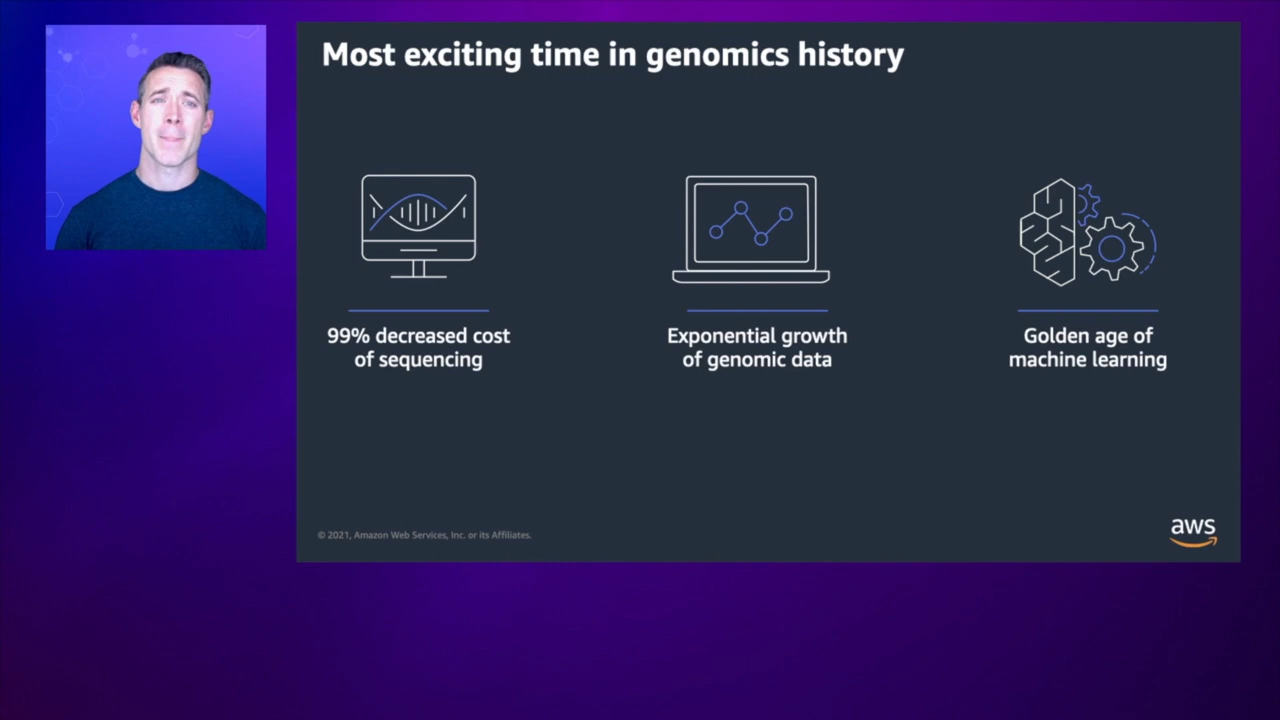 Most exciting time in genomics history
99% decreased cost
of sequencing
Exponential growth
of genomic data
Golden age of
machine learning
© 2021, Amazon Web Services, Inc. or its Affiliates.
aws